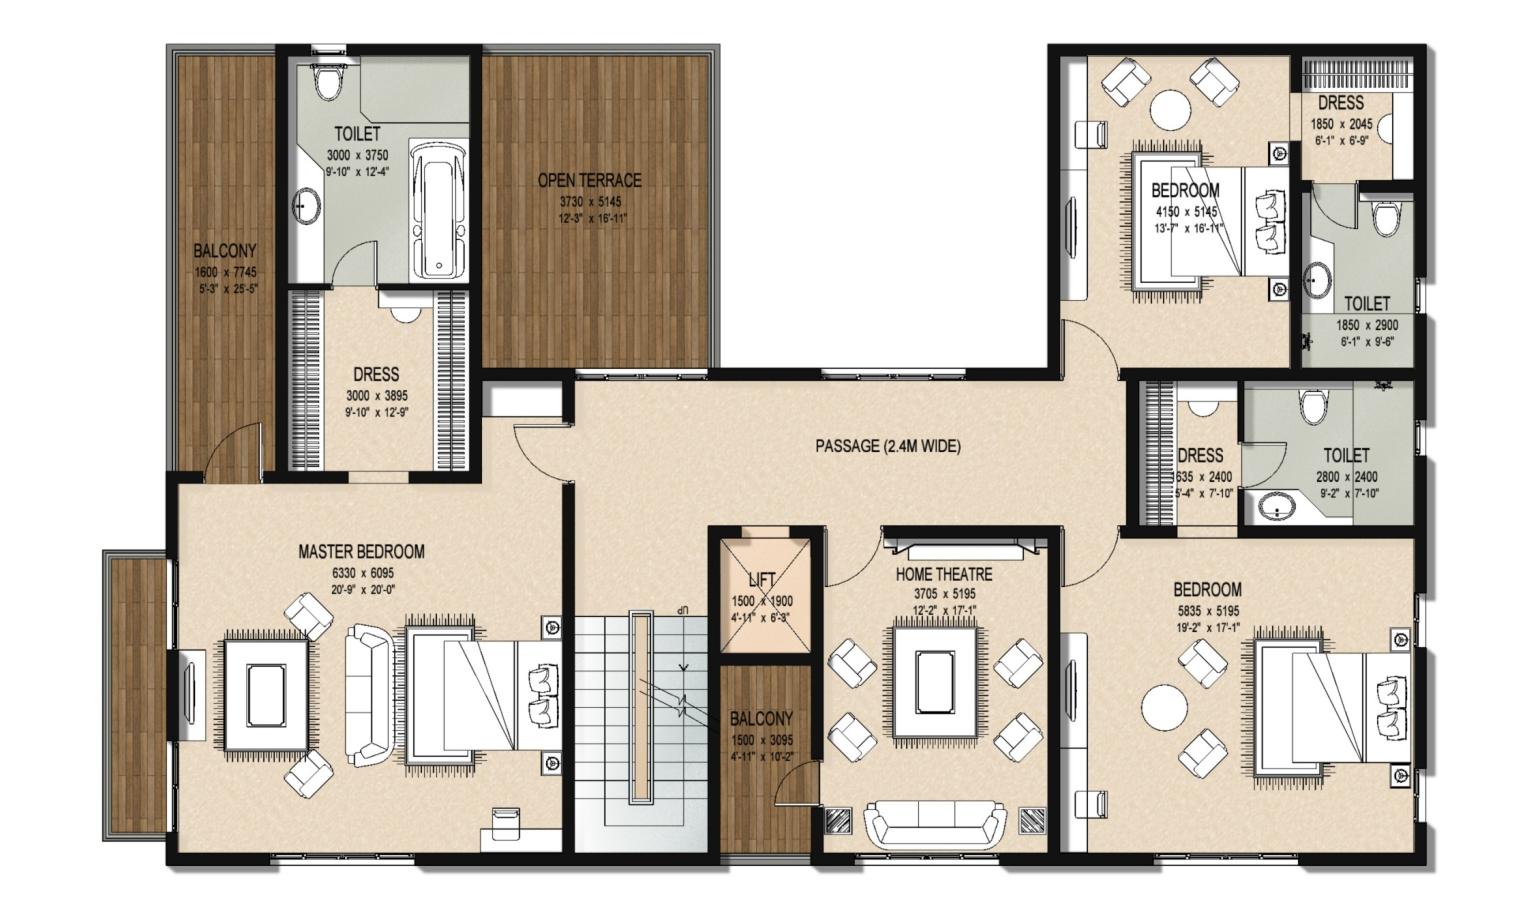 TOILET
3000 x 3750
9'-10" x 12'-4"
OPEN TERRACE
3730 x 5145
12'-3" x 16'-11"
BALCONY
1600 x 7745
5'-3" x 25'-5"
DRESS
3000 x 3895
9'-10" x 12'-9"
BEDROOM
4150 x 5145
13'-7" x 16'-11"
DRESS
1850 x 2045
6'-1" x 6'-9"
TOILET
1850 x 2900
6'-1" x 9'-6"
PASSAGE (2.4M WIDE)
DRESS
1635 x 2400
5'-4" x 7'-10"
TOILET
2800 x 2400
9'-2" x 7'-10"
MASTER BEDROOM
6330 x 6095
20'-9" x 20'-0"
UP
LIFT
1500 x 1900
4'-11" x 6'-3"
BALCONY
1500 x 3095
4'-11" x 10'-2"
HOME THEATRE
3705 x 5195
12'-2" x 17'-1"
BEDROOM
5835 x 5195
19'-2" x 17'-1"